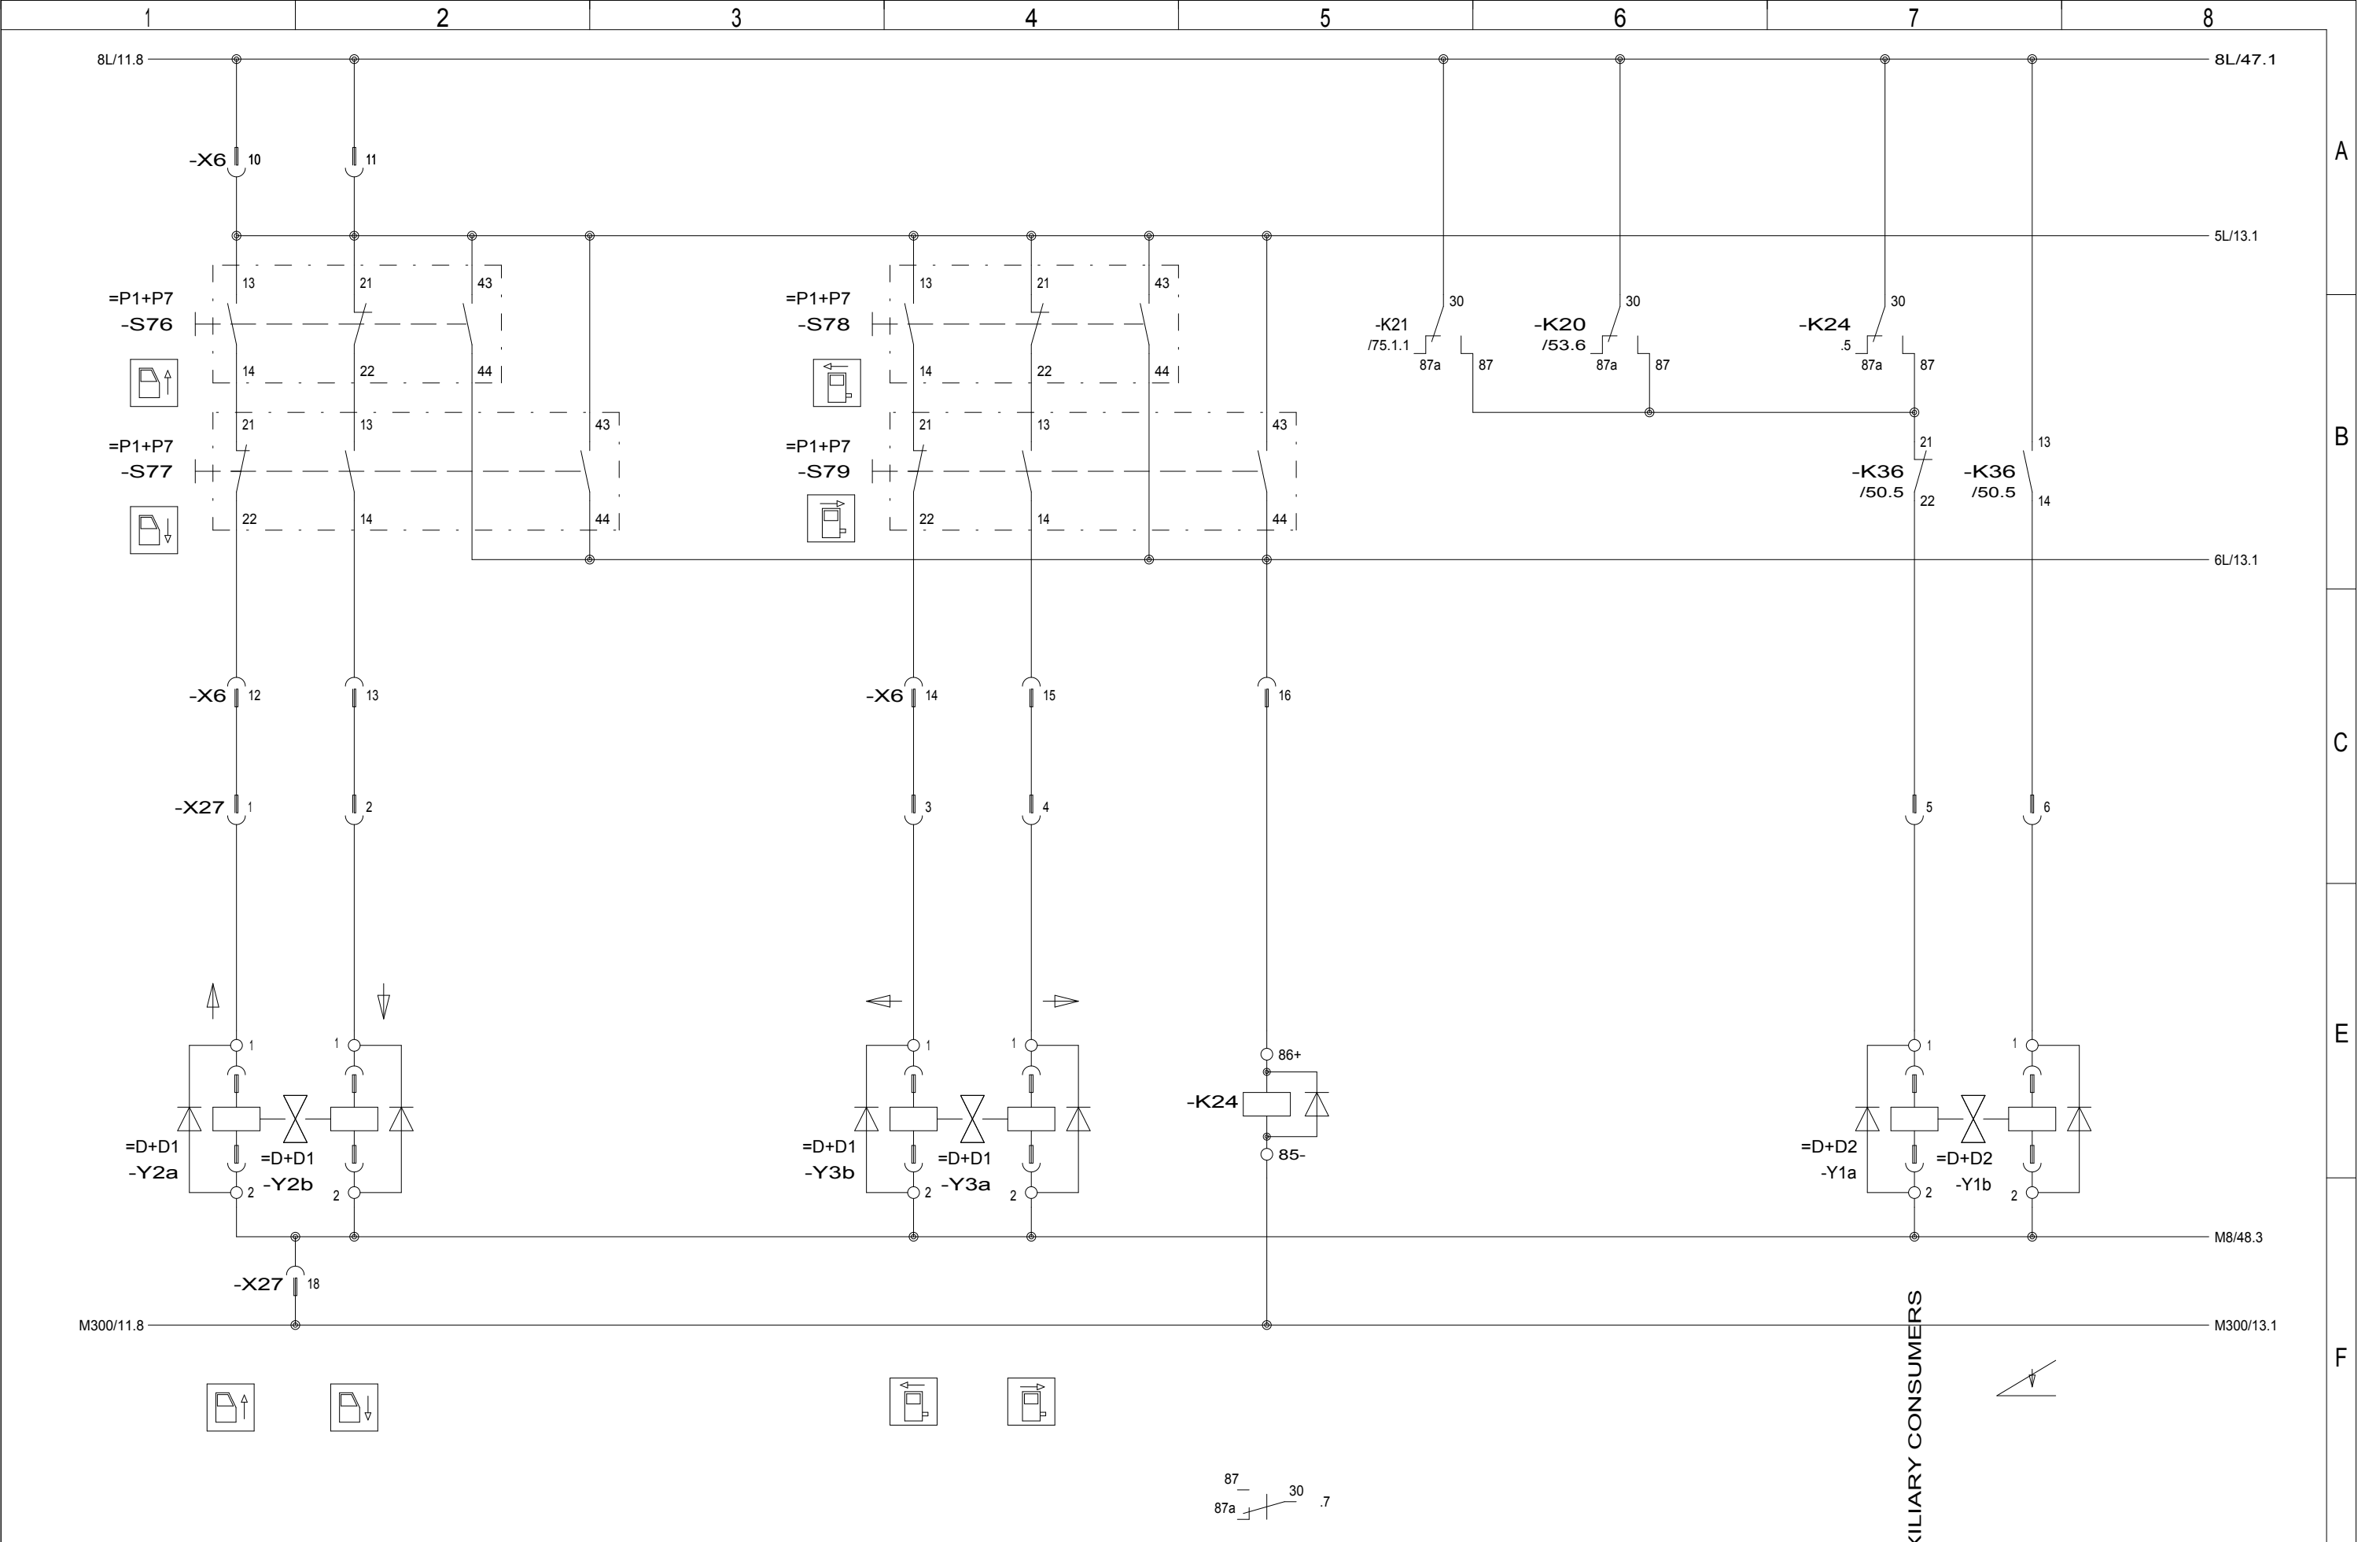 1 2 3 4 5 6 7 8
8L/11.8 8L/47.1
-X6 10 11
A
5L/13.1
13 21 43 13 21 43
=P1+P7 =P1+P7 30 30 30
-S76 -S78 -K21 -K20 -K24
/75.1.1 /53.6 .5
14 22 44 14 22 44 87a 87 87a 87 87a 87
21 13 43 21 13 43 21 13
B
=P1+P7 =P1+P7
-S77 -S79 -K36 -K36
/50.5 /50.5
22 14
22 14 44 22 14 44
6L/13.1
-X6 12 13 -X6 14 15 16
C
-X27 1 2 3 4 5 6
E
1 1 1 1 1 1
86+
-K24
=D+D1 =D+D1 =D+D1 =D+D1 85- =D+D2 =D+D2
-Y2a -Y2b -Y3b -Y3a -Y1a -Y1b
2 2 2 2 2 2
M8/48.3
-X27 18
M300/11.8 M300/13.1
F
XILIARY CONSUMERS
87
87a 30 .7